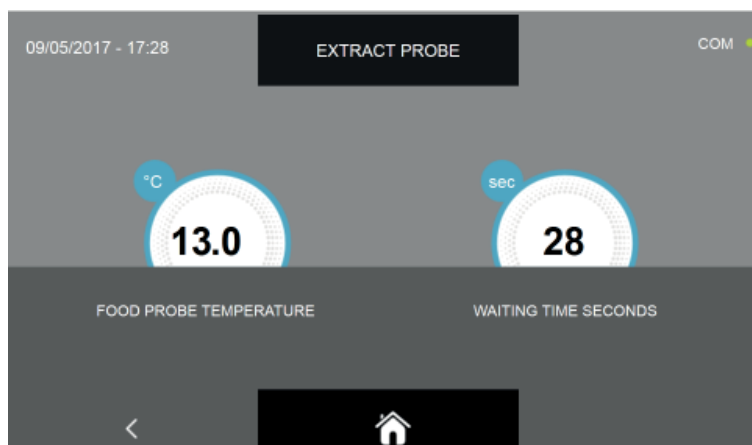 09/05/2017 - 17:28
EXTRACT PROBE
COM
°C
sec
13.0
28
FOOD PROBE TEMPERATURE
WAITING TIME SECONDS